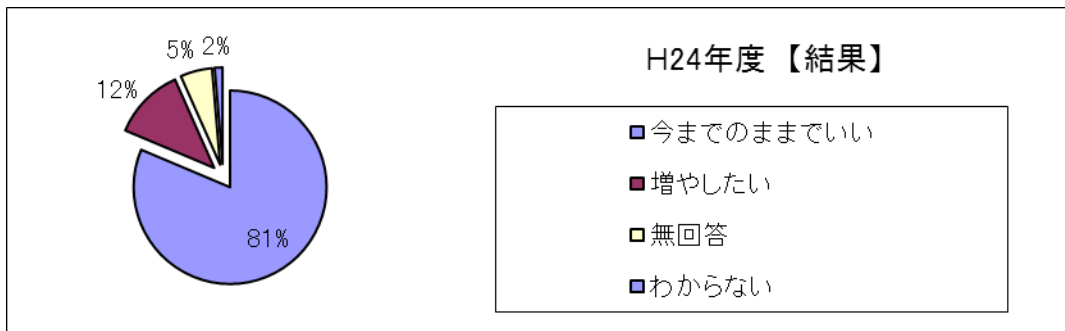 5% 2%
12%
81%
H24年度 【結果】
今までのままでいい
増やしたい
無回答
わからない